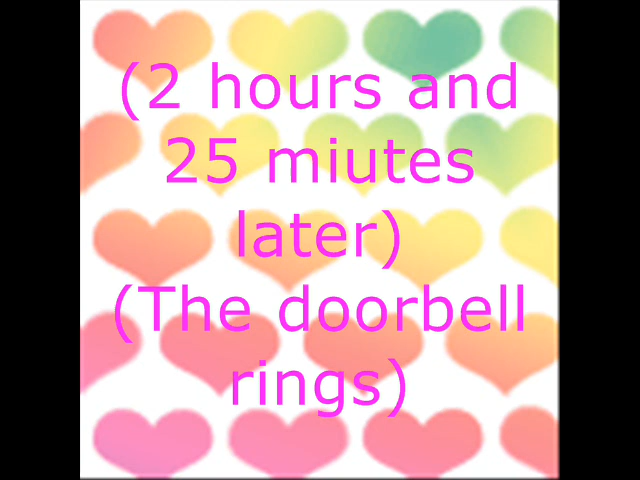 (2 hours and
25 miutes
later)
(The doorbell
rings)